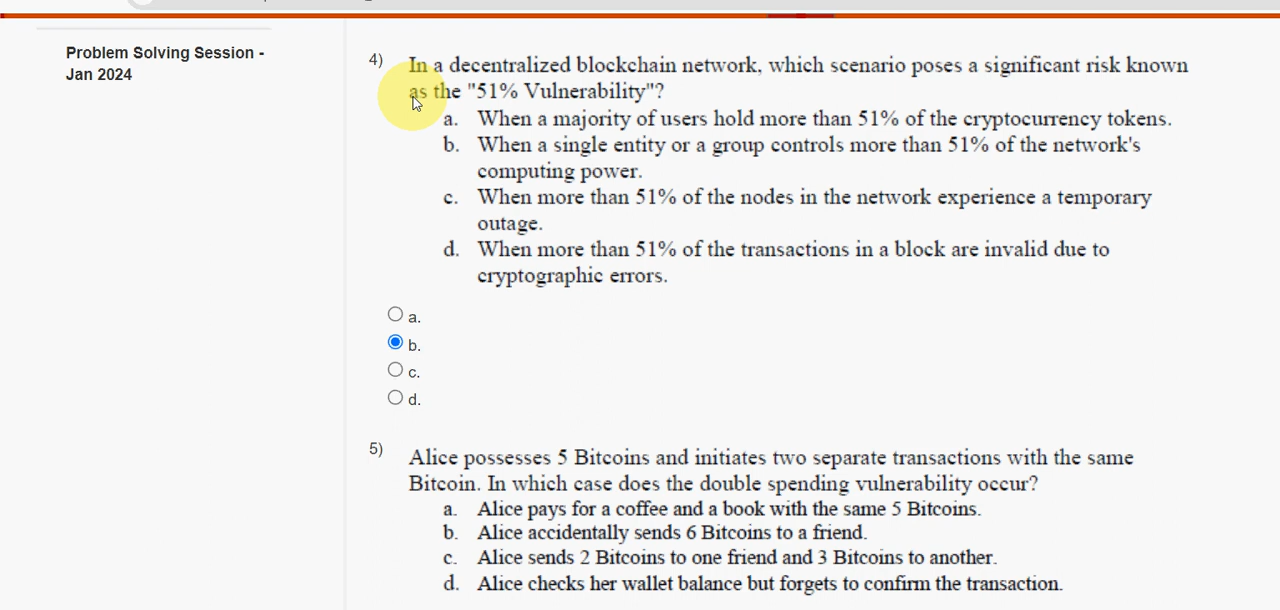 Problem Solving Session -
Jan 2024
4) In a decentralized blockchain network, which scenario poses a significant risk known
as the "51% Vulnerability"?
a. When a majority of users hold more than 51% of the cryptocurrency tokens.
b. When a single entity or a group controls more than 51% of the network's
computing power.
c. When more than 51% of the nodes in the network experience a temporary
outage.
d. When more than 51% of the transactions in a block are invalid due to
cryptographic errors.
a.
b.
c.
d.
5) Alice possesses 5 Bitcoins and initiates two separate transactions with the same
Bitcoin. In which case does the double spending vulnerability occur?
a. Alice pays for a coffee and a book with the same 5 Bitcoins.
b. Alice accidentally sends 6 Bitcoins to a friend.
c. Alice sends 2 Bitcoins to one friend and 3 Bitcoins to another.
d. Alice checks her wallet balance but forgets to confirm the transaction.